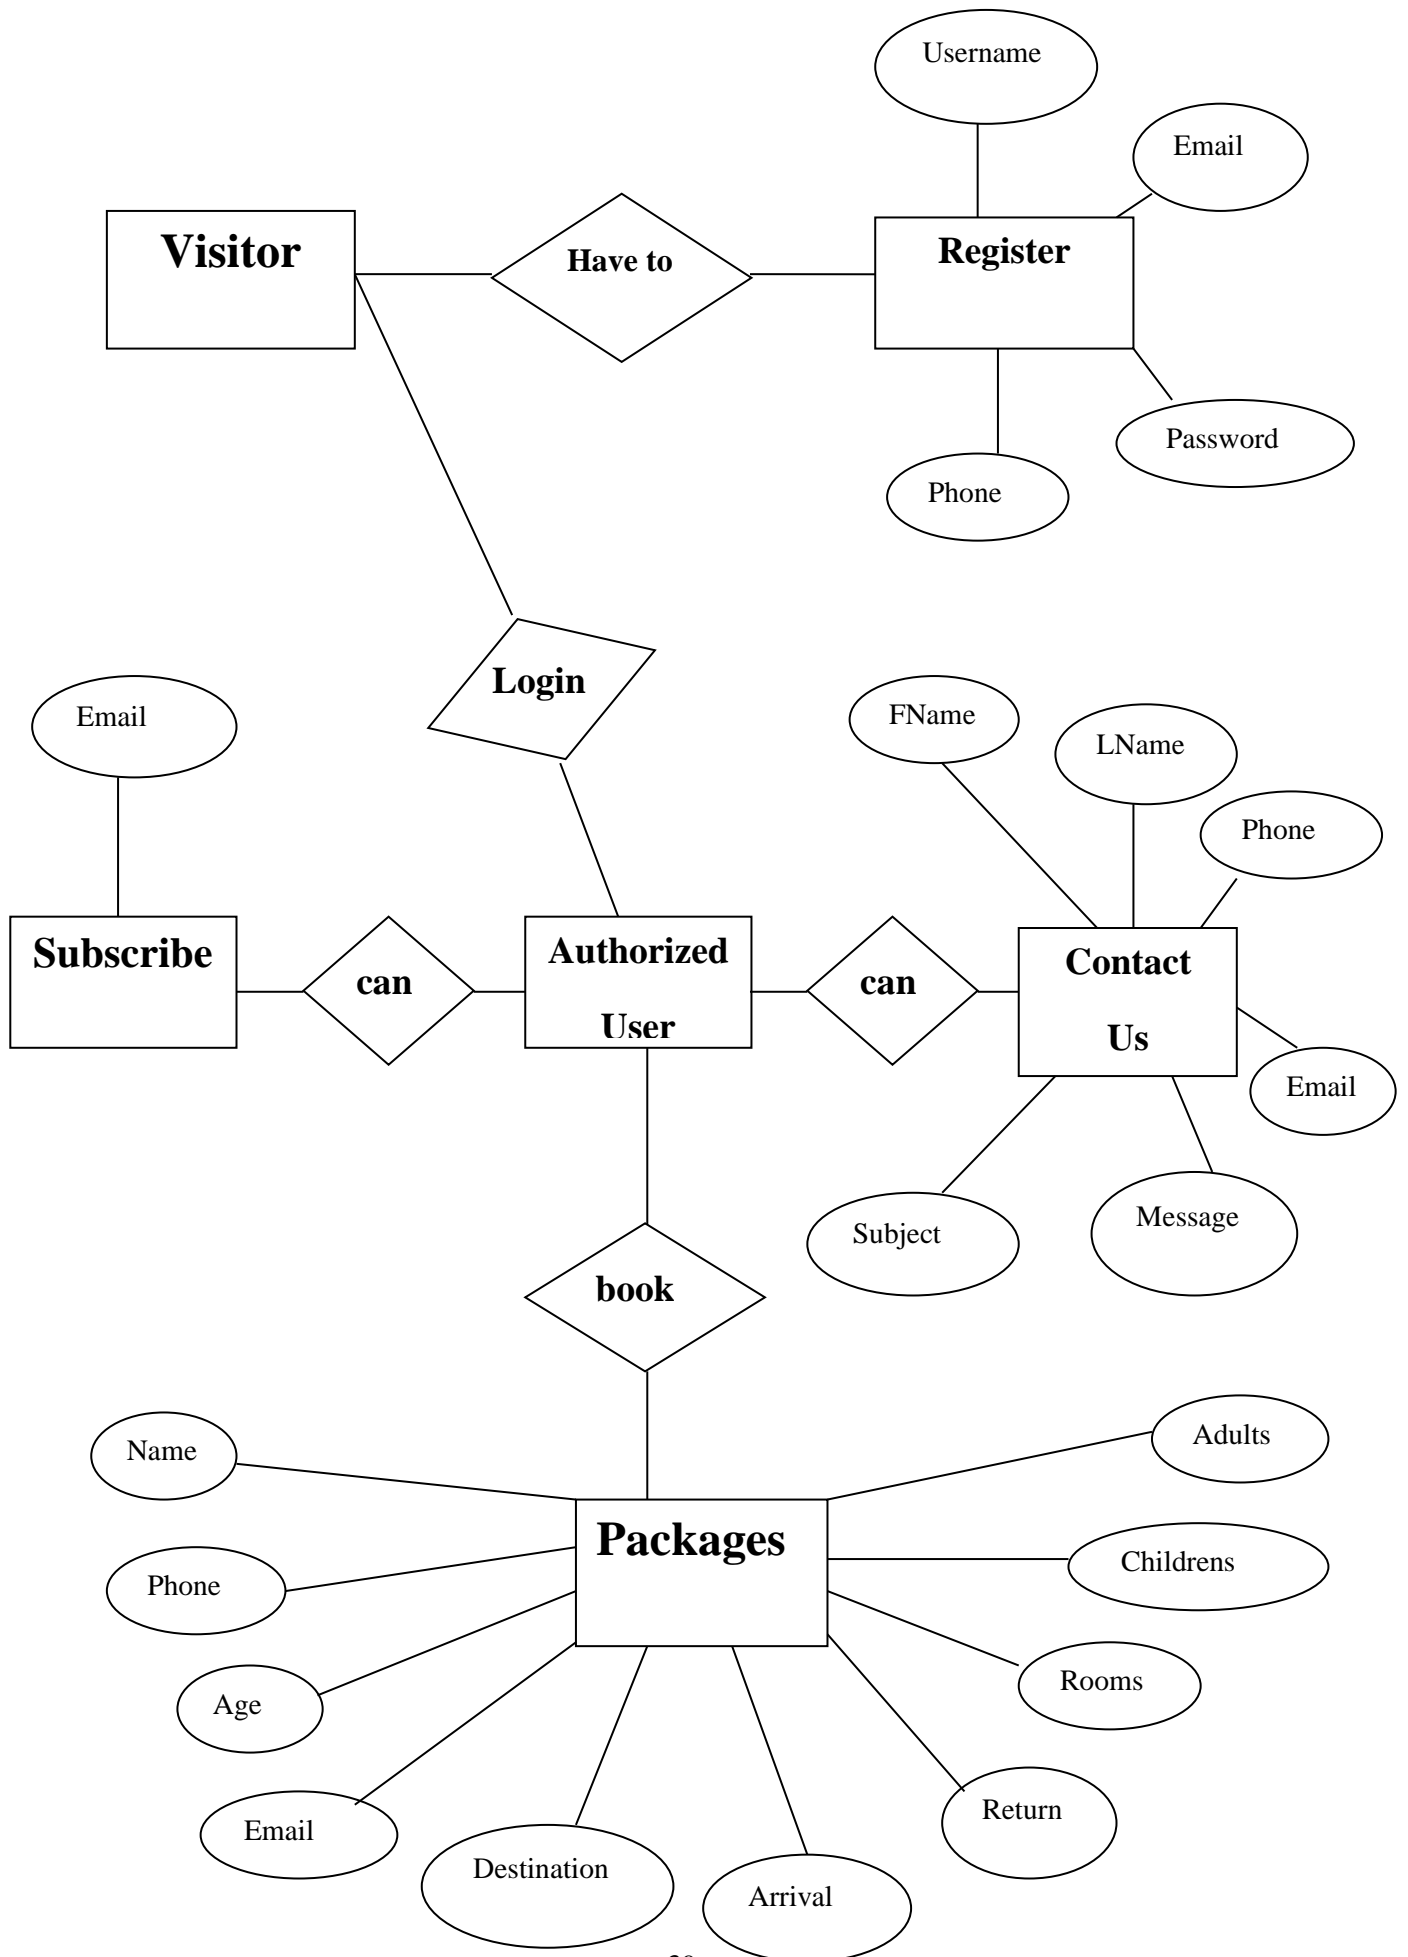 Username
Email
Visitor
Have to
Register
Password
Phone
Login
Email
FName
LName
Phone
Subscribe
can
Authorized
User
can
Contact
Us
Email
Subject
Message
book
Name
Adults
Packages
Phone
Childrens
Age
Rooms
Email
Return
Destination
Arrival